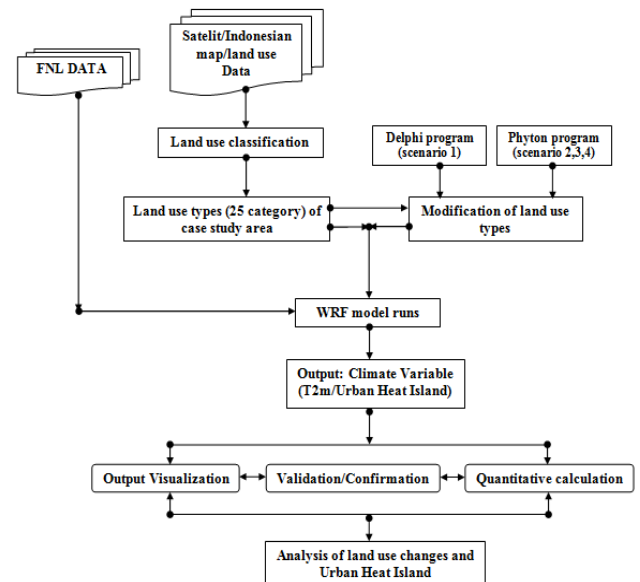 Satelit/Indonesian
map/land use
Data
FNL DATA
Land use classification
Delphi program
(scenario 1)
Phyton program
(scenario 2,3,4)
Land use types (25 category) of
case study area
Modification of land use
types
WRF model runs
Output: Climate Variable
(T2m/Urban Heat Island)
Output Visualization
Validation/Confirmation
Quantitative calculation
Analysis of land use changes and
Urban Heat Island